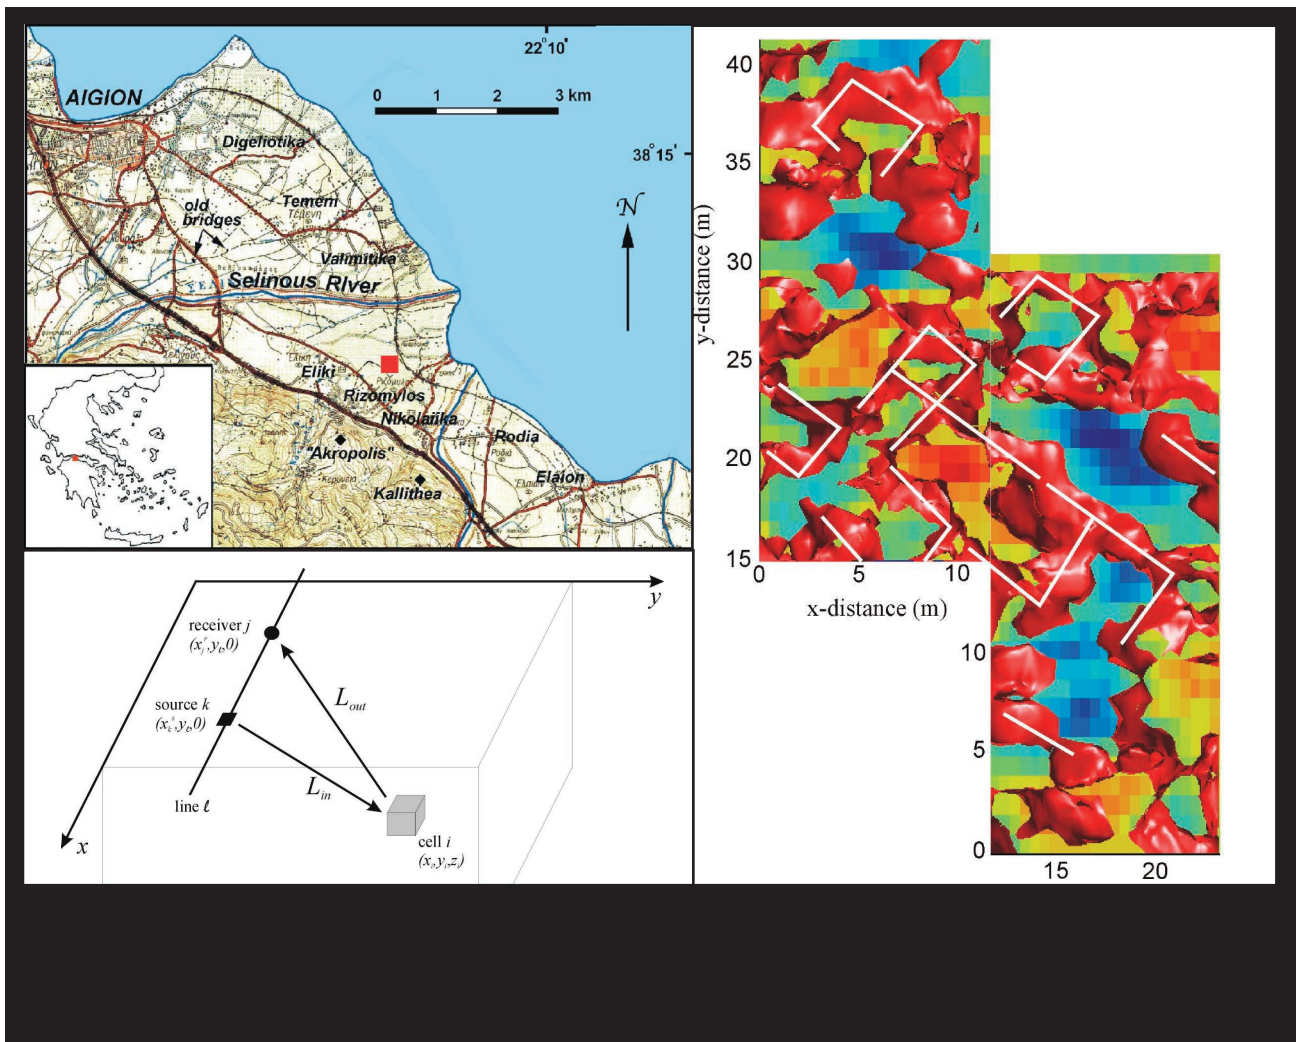 22°10'
AIGION
0 1 2 3 km
Digeliotika
38°15'
old
bridges
Temeni
Τέμενη
N
Valimitika
Selinous River
Eliki
Rizomylos
Nikolaiika
"Akropolis"
Rodia
Ροδιά
Kallithea
Elaion
y
receiver j
(x_j^r, y_ℓ, 0)
source k
(x_k^s, y_ℓ, 0)
L_out
L_in
line ℓ
x
cell i
(x_i, y_i, z_i)
40
35
30
25
20
15
y-distance (m)
0 5 10
x-distance (m)
10
5
0
15 20